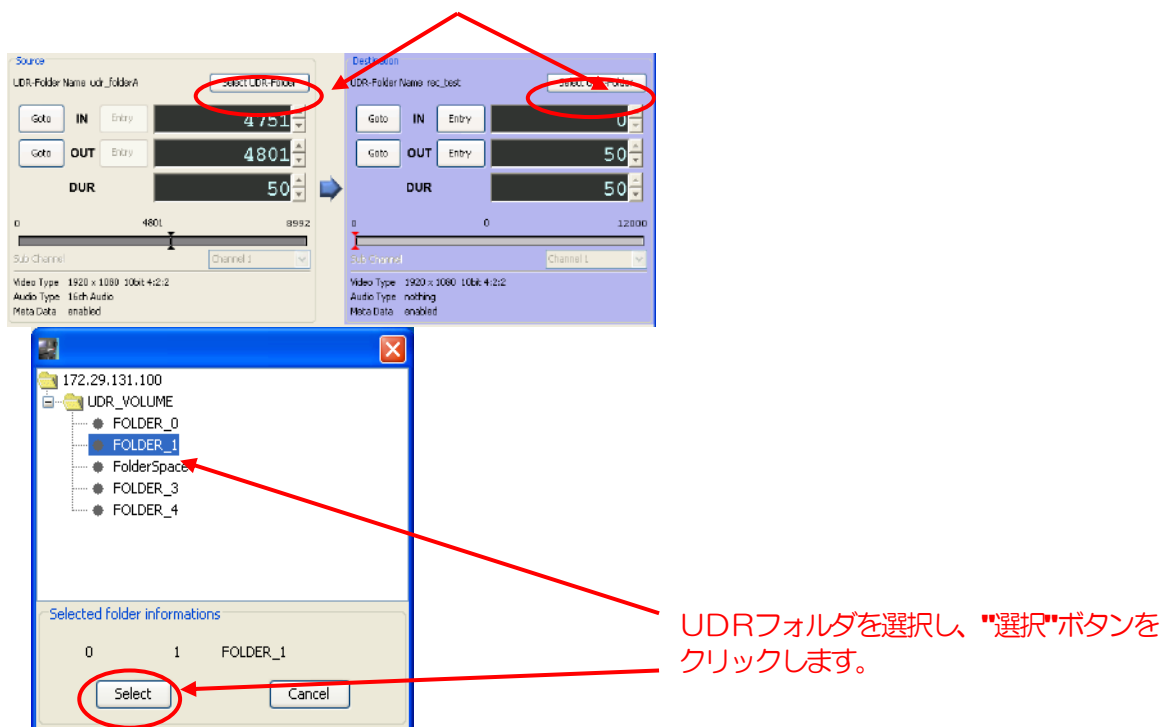 Source
UDR-Folder Name udr_folderA
Select UDR-Folder
Goto IN Entry 4751
Goto OUT Entry 4801
DUR 50
0 4801 8992
Sub Channel Channel 1
Video Type 1920 x 1080 10bit 4:2:2
Audio Type 16ch Audio
Meta Data enabled
Destination
UDR-Folder Name rec_test
Select UDR-Folder
Goto IN Entry 0
Goto OUT Entry 50
DUR 50
0 0 12000
Sub Channel Channel 1
Video Type 1920 x 1080 10bit 4:2:2
Audio Type nothing
Meta Data enabled
172.29.131.100
UDR_VOLUME
FOLDER_0
FOLDER_1
FolderSpace
FOLDER_3
FOLDER_4
Selected folder informations
0 1 FOLDER_1
Select Cancel
UDRフォルダを選択し、"選択"ボタンを
クリックします。